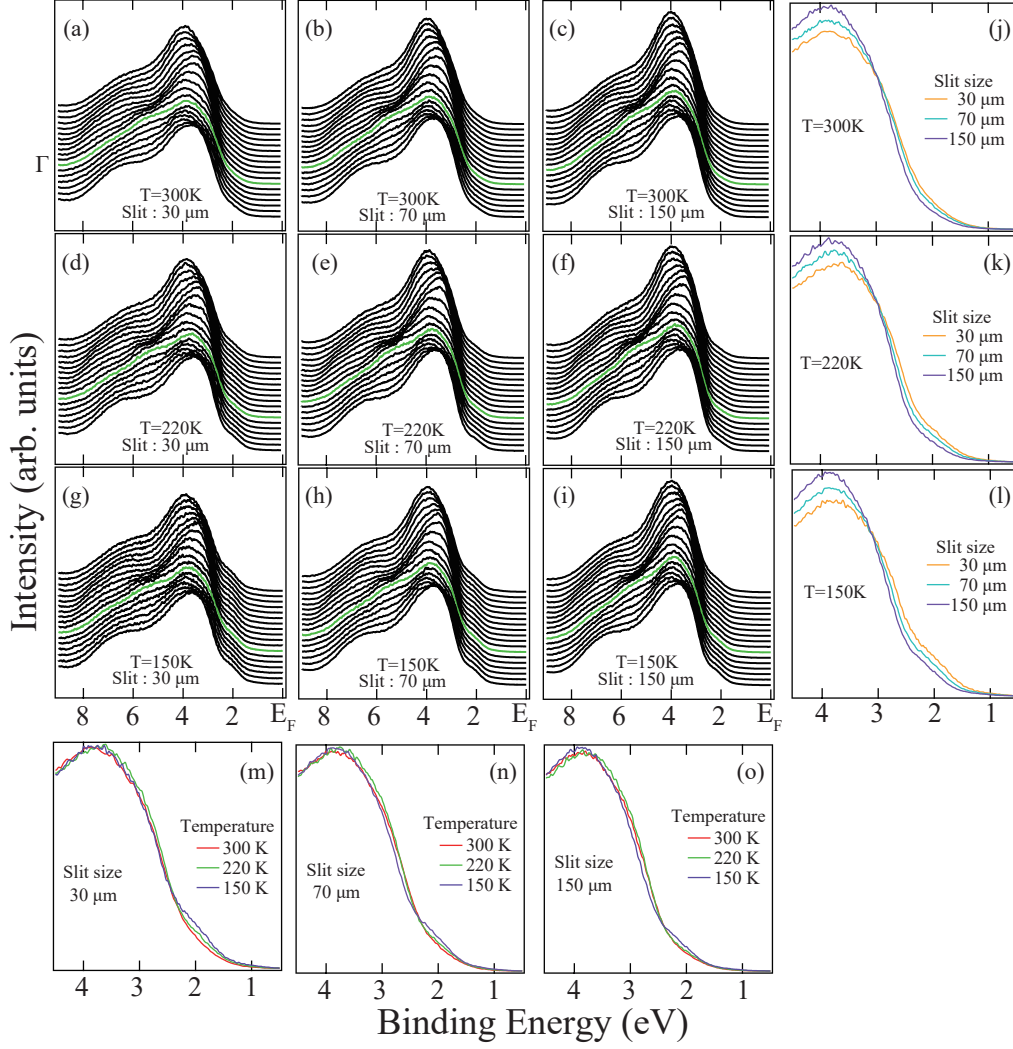 (a)
(b)
(c)
(j)
Γ
T=300K
Slit : 30 μm
T=300K
Slit : 70 μm
T=300K
Slit : 150 μm
T=300K
Slit size
30 μm
70 μm
150 μm
(d)
(e)
(f)
(k)
T=220K
Slit : 30 μm
T=220K
Slit : 70 μm
T=220K
Slit : 150 μm
T=220K
Slit size
30 μm
70 μm
150 μm
(g)
(h)
(i)
(l)
T=150K
Slit : 30 μm
T=150K
Slit : 70 μm
T=150K
Slit : 150 μm
T=150K
Slit size
30 μm
70 μm
150 μm
Intensity (arb. units)
8 6 4 2 EF
8 6 4 2 EF
8 6 4 2 EF
4 3 2 1
(m)
Temperature
300 K
220 K
150 K
Slit size
30 μm
(n)
Temperature
300 K
220 K
150 K
Slit size
70 μm
(o)
Temperature
300 K
220 K
150 K
Slit size
150 μm
4 3 2 1
4 3 2 1
4 3 2 1
Binding Energy (eV)